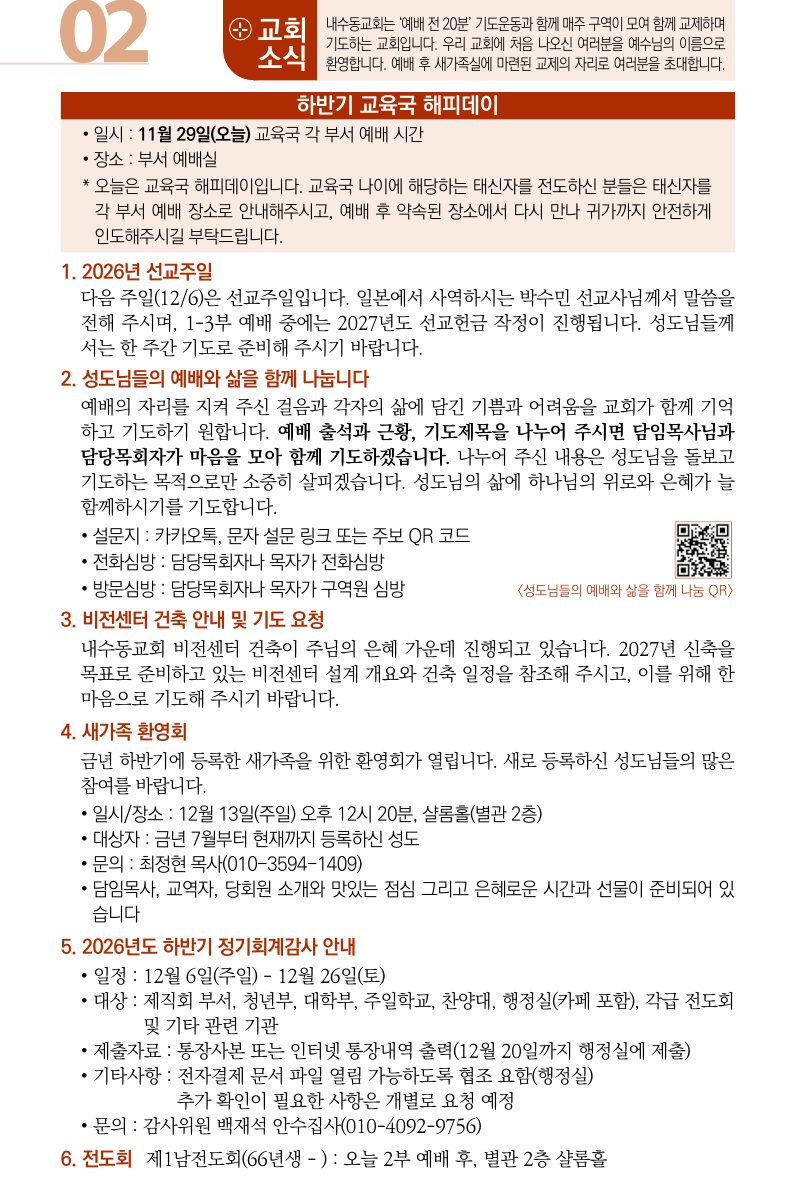 02
교회
소식
내수동교회는 ‘예배 전 20분’ 기도운동과 함께 매주 구역이 모여 함께 교제하며
기도하는 교회입니다. 우리 교회에 처음 나오신 여러분을 예수님의 이름으로
환영합니다. 예배 후 새가족실에 마련된 교제의 자리로 여러분을 초대합니다.
하반기 교육국 해피데이
• 일시 : 11월 29일(오늘) 교육국 각 부서 예배 시간
• 장소 : 부서 예배실
* 오늘은 교육국 해피데이입니다. 교육국 나이에 해당하는 태신자를 전도하신 분들은 태신자를
각 부서 예배 장소로 안내해주시고, 예배 후 약속된 장소에서 다시 만나 귀가까지 안전하게
인도해주시길 부탁드립니다.
1. 2026년 선교주일
다음 주일(12/6)은 선교주일입니다. 일본에서 사역하시는 박수민 선교사님께서 말씀을
전해 주시며, 1-3부 예배 중에는 2027년도 선교헌금 작정이 진행됩니다. 성도님들께
서는 한 주간 기도로 준비해 주시기 바랍니다.
2. 성도님들의 예배와 삶을 함께 나눕니다
예배의 자리를 지켜 주신 걸음과 각자의 삶에 담긴 기쁨과 어려움을 교회가 함께 기억
하고 기도하기 원합니다. 예배 출석과 근황, 기도제목을 나누어 주시면 담임목사님과
담당목회자가 마음을 모아 함께 기도하겠습니다. 나누어 주신 내용은 성도님을 돌보고
기도하는 목적으로만 소중히 살피겠습니다. 성도님의 삶에 하나님의 위로와 은혜가 늘
함께하시기를 기도합니다.
• 설문지 : 카카오톡, 문자 설문 링크 또는 주보 QR 코드
• 전화심방 : 담당목회자나 목자가 전화심방
• 방문심방 : 담당목회자나 목자가 구역원 심방
〈성도님들의 예배와 삶을 함께 나눔 QR〉
3. 비전센터 건축 안내 및 기도 요청
내수동교회 비전센터 건축이 주님의 은혜 가운데 진행되고 있습니다. 2027년 신축을
목표로 준비하고 있는 비전센터 설계 개요와 건축 일정을 참조해 주시고, 이를 위해 한
마음으로 기도해 주시기 바랍니다.
4. 새가족 환영회
금년 하반기에 등록한 새가족을 위한 환영회가 열립니다. 새로 등록하신 성도님들의 많은
참여를 바랍니다.
• 일시/장소 : 12월 13일(주일) 오후 12시 20분, 샬롬홀(별관 2층)
• 대상자 : 금년 7월부터 현재까지 등록하신 성도
• 문의 : 최정현 목사(010-3594-1409)
• 담임목사, 교역자, 당회원 소개와 맛있는 점심 그리고 은혜로운 시간과 선물이 준비되어 있
습니다
5. 2026년도 하반기 정기회계감사 안내
• 일정 : 12월 6일(주일) - 12월 26일(토)
• 대상 : 제직회 부서, 청년부, 대학부, 주일학교, 찬양대, 행정실(카페 포함), 각급 전도회
및 기타 관련 기관
• 제출자료 : 통장사본 또는 인터넷 통장내역 출력(12월 20일까지 행정실에 제출)
• 기타사항 : 전자결제 문서 파일 열림 가능하도록 협조 요함(행정실)
추가 확인이 필요한 사항은 개별로 요청 예정
• 문의 : 감사위원 백재석 안수집사(010-4092-9756)
6. 전도회 제1남전도회(66년생 - ) : 오늘 2부 예배 후, 별관 2층 샬롬홀